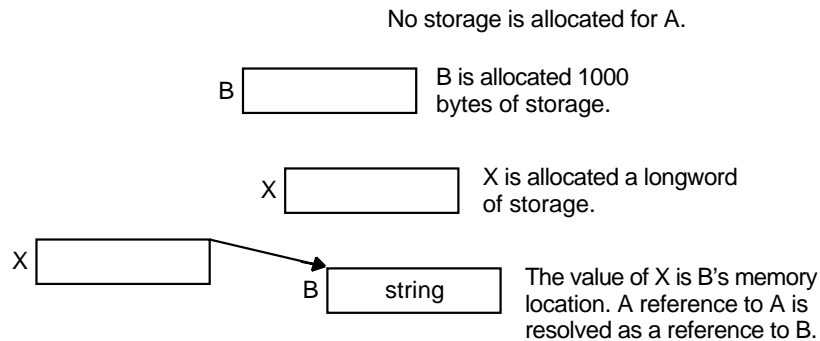 No storage is allocated for A.
B
B is allocated 1000
bytes of storage.
X
X is allocated a longword
of storage.
X
B
string
The value of X is B’s memory
location. A reference to A is
resolved as a reference to B.